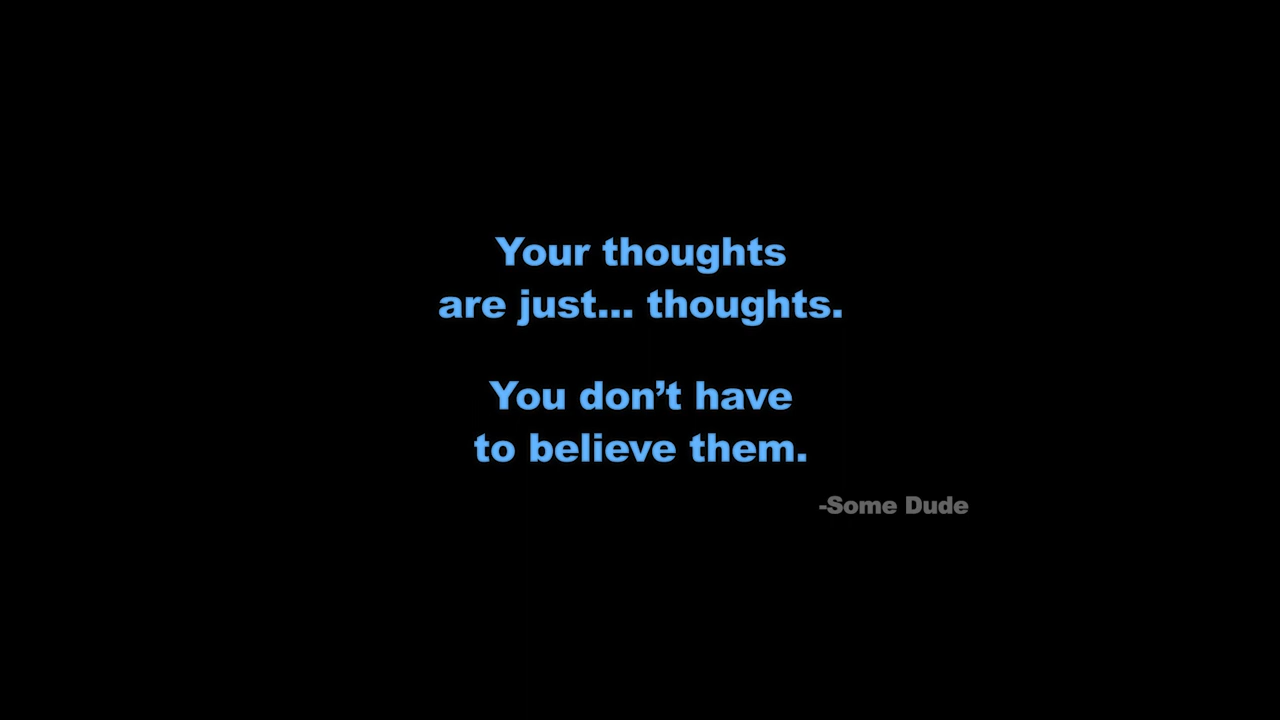 Your thoughts
are just... thoughts.
You don’t have
to believe them.
-Some Dude